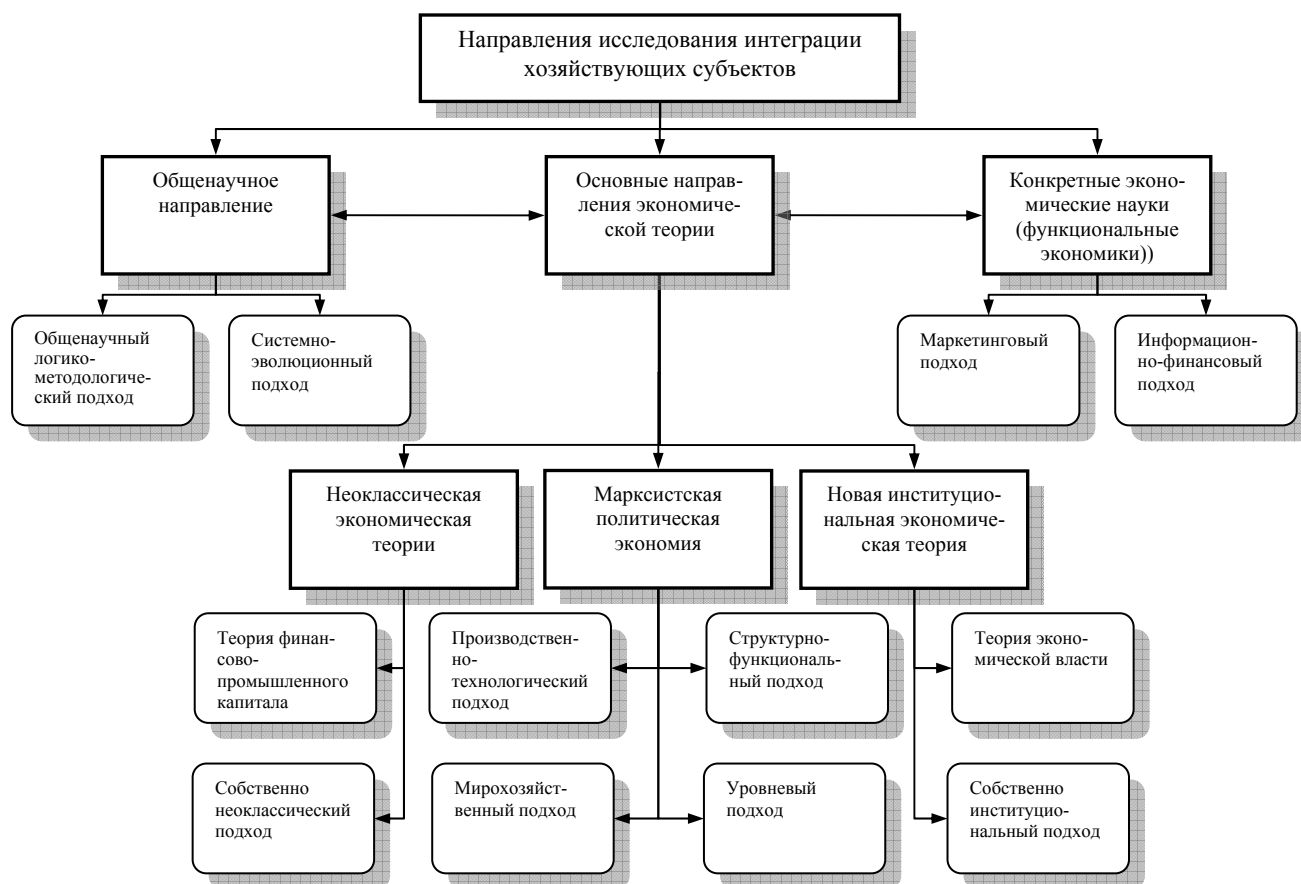 Направления исследования интеграции
хозяйствующих субъектов
Общенаучное
направление
Основные направ-
ления экономиче-
ской теории
Конкретные эконо-
мические науки
(функциональные
экономики))
Общенаучный
логико-
методологиче-
ский подход
Системно-
эволюционный
подход
Маркетинговый
подход
Информацион-
но-финансовый
подход
Неоклассическая
экономическая
теории
Марксистская
политическая
экономия
Новая институцио-
нальная экономиче-
ская теория
Теория финан-
сово-
промышленного
капитала
Производствен-
но-
технологический
подход
Структурно-
функциональ-
ный подход
Теория эконо-
мической власти
Собственно
неоклассический
подход
Мирохозяйст-
венный подход
Уровневый
подход
Собственно
институцио-
нальный подход